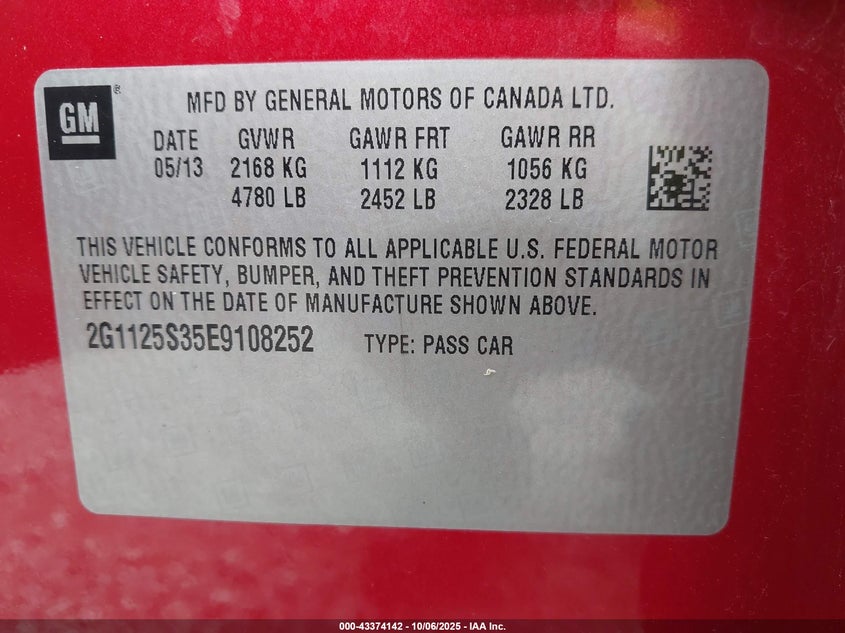 GM ®
MFD BY GENERAL MOTORS OF CANADA LTD.
DATE GVWR GAWR FRT GAWR RR
05/13 2168 KG 1112 KG 1056 KG
4780 LB 2452 LB 2328 LB
THIS VEHICLE CONFORMS TO ALL APPLICABLE U.S. FEDERAL MOTOR
VEHICLE SAFETY, BUMPER, AND THEFT PREVENTION STANDARDS IN
EFFECT ON THE DATE OF MANUFACTURE SHOWN ABOVE.
2G1125S35E9108252 TYPE: PASS CAR
000-43374142 - 10/06/2025 - IAA Inc.